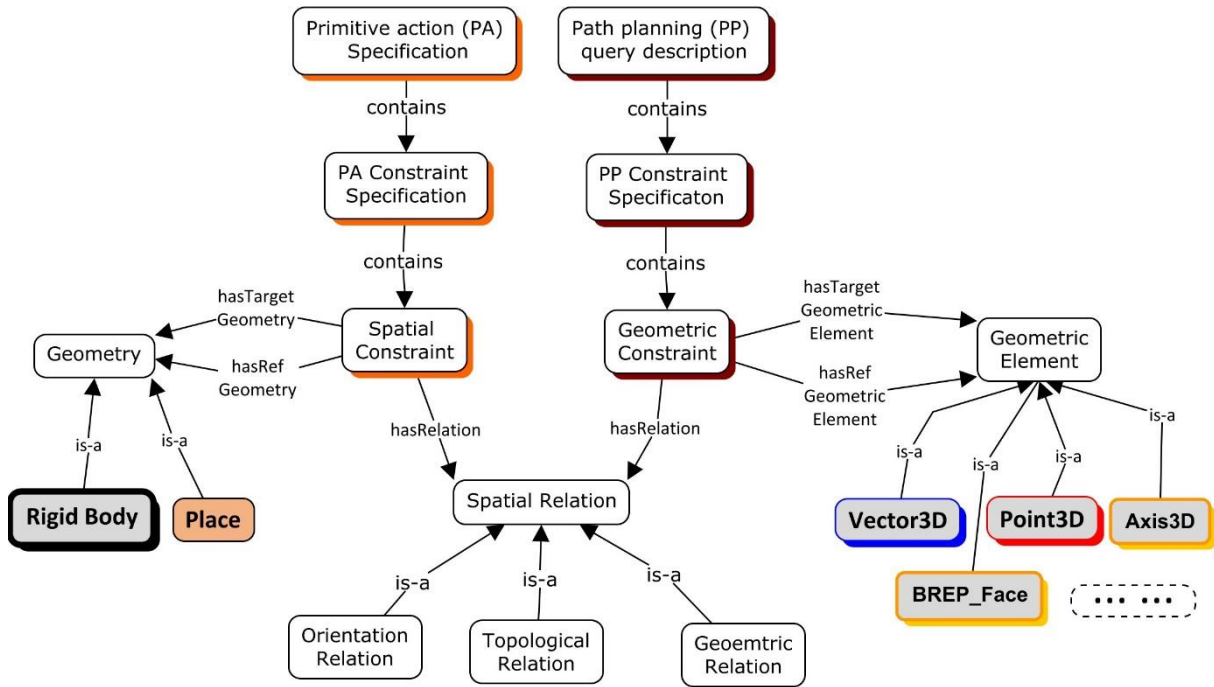 Primitive action (PA)
Specification
Path planning (PP)
query description
contains
contains
PA Constraint
Specification
PP Constraint
Specificaton
contains
contains
hasTarget
Geometry
hasTarget
Geometric
Element
Geometry
Spatial
Constraint
Geometric
Constraint
Geometric
Element
hasRef
Geometry
hasRef
Geometric
Element
hasRelation
hasRelation
is-a
is-a
is-a
is-a
is-a
is-a
Rigid Body
Place
Spatial Relation
Vector3D
Point3D
Axis3D
is-a
is-a
is-a
BREP_Face
... ...
Orientation
Relation
Topological
Relation
Geoemtric
Relation